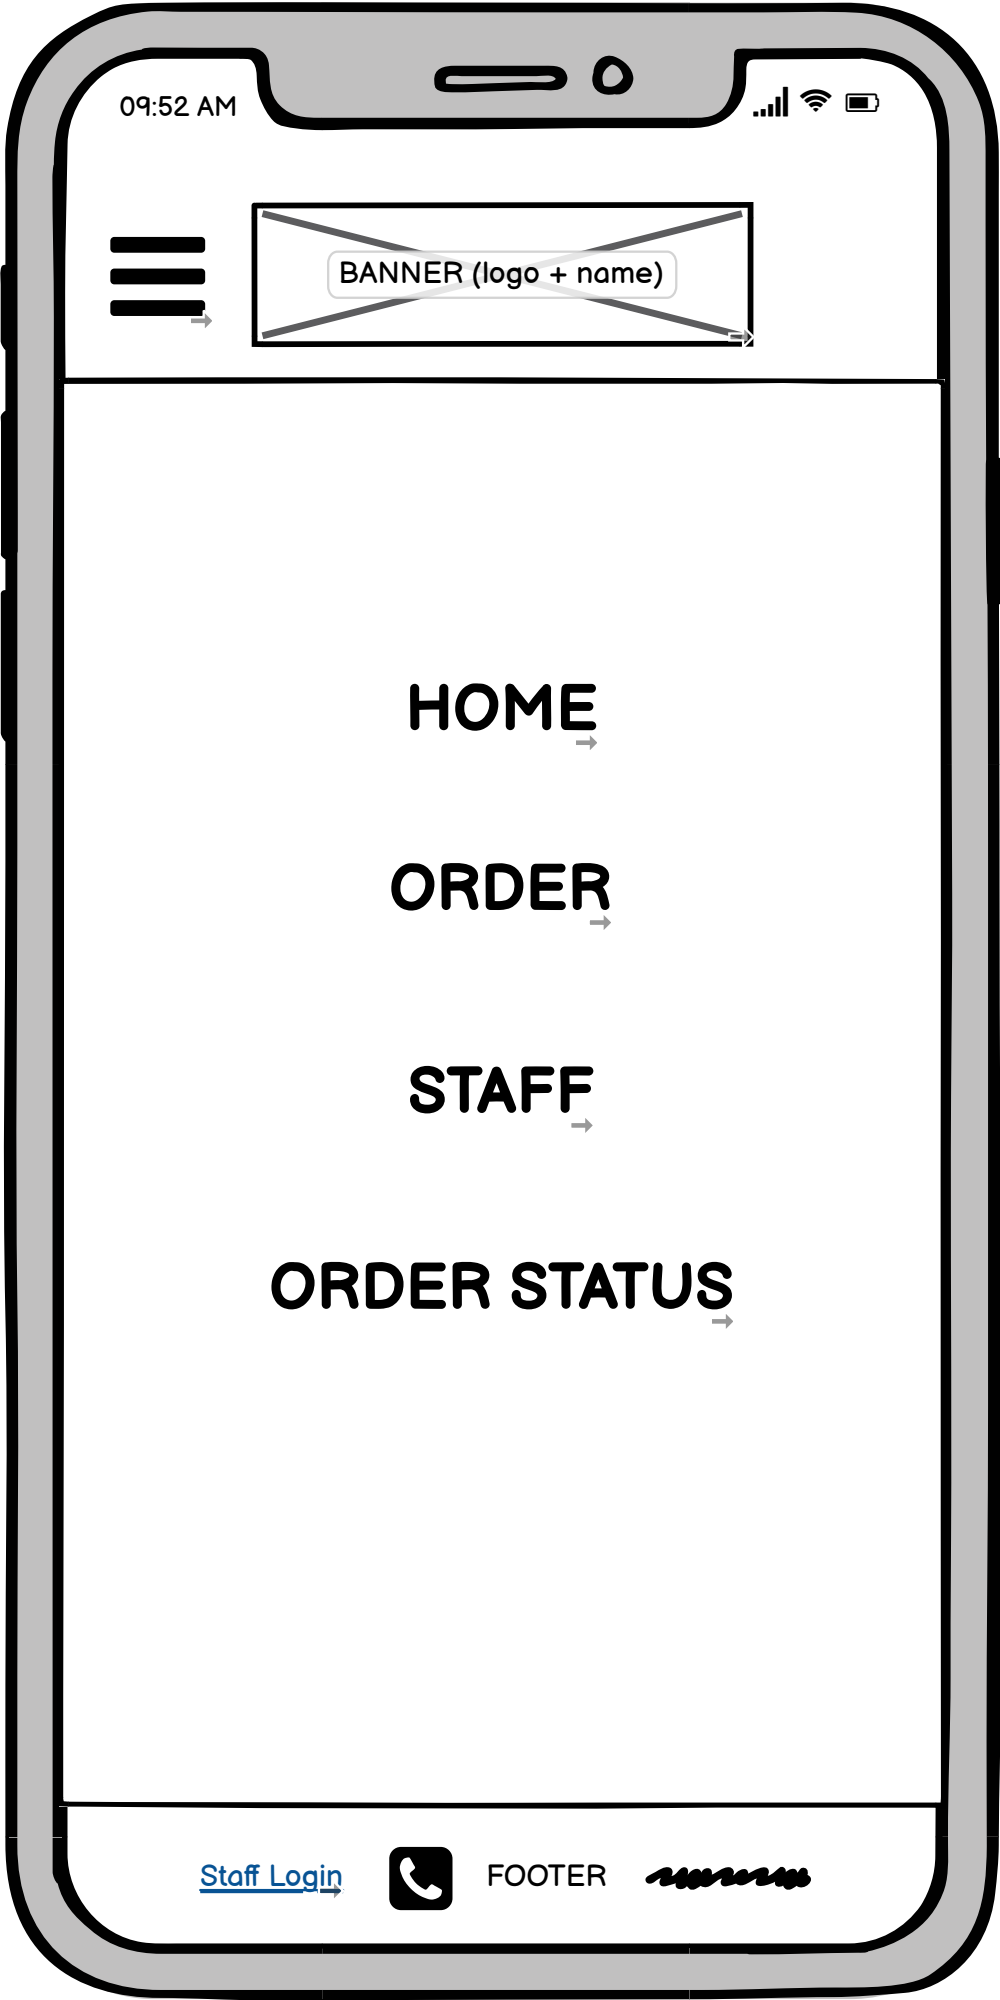 09:52 AM
BANNER (logo + name)
HOME
ORDER
STAFF
ORDER STATUS
Staff Login FOOTER